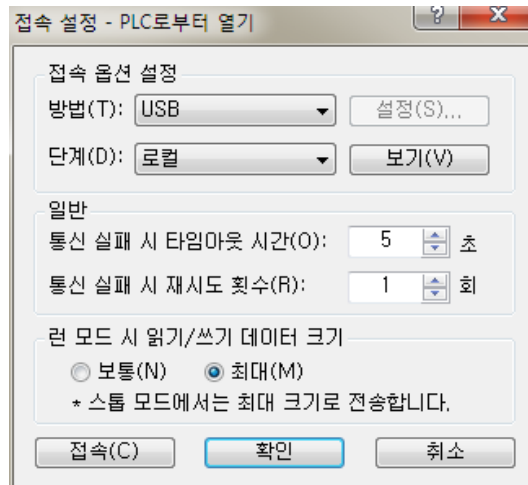 접속 설정 - PLC로부터 열기
접속 옵션 설정
방법(T): USB 설정(S)...
단계(D): 로컬 보기(V)
일반
통신 실패 시 타임아웃 시간(O): 5 초
통신 실패 시 재시도 횟수(R): 1 회
런 모드 시 읽기/쓰기 데이터 크기
보통(N) 최대(M)
* 스톱 모드에서는 최대 크기로 전송합니다.
접속(C) 확인 취소